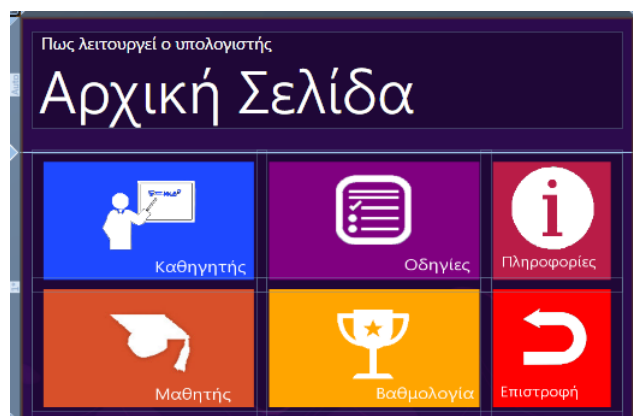 Πως λειτουργεί ο υπολογιστής
Αρχική Σελίδα
Καθηγητής
Οδηγίες
Πληροφορίες
Μαθητής
Βαθμολογία
Επιστροφή